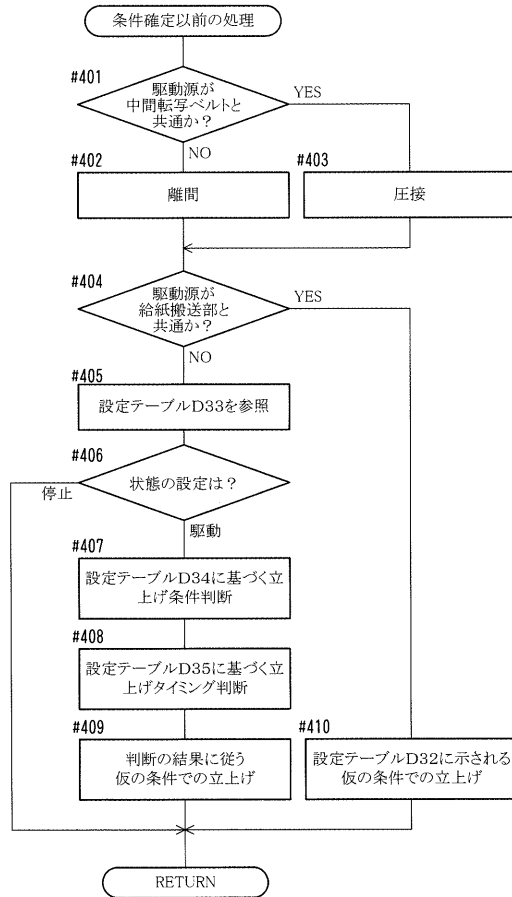 条件確定以前の処理
#401
駆動源が
中間転写ベルトと
共通か？
YES
NO
#402
離間
#403
圧接
#404
駆動源が
給紙搬送部と
共通か？
YES
NO
#405
設定テーブルD33を参照
#406
状態の設定は？
停止
駆動
#407
設定テーブルD34に基づく立
上げ条件判断
#408
設定テーブルD35に基づく立
上げタイミング判断
#409
判断の結果に従う
仮の条件での立上げ
#410
設定テーブルD32に示される
仮の条件での立上げ
RETURN